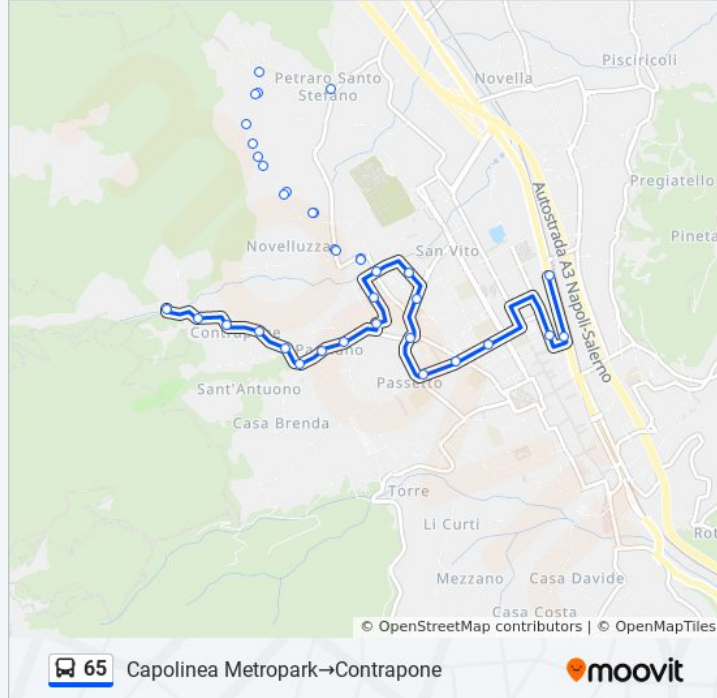 Pisciricoli
Petraro Santo
Stefano
Novella
Pregiatello
Autostrada A3 Napoli-Salerno
Pineta
Novelluzza
San Vito
Contrapone
Passetto
Sant'Antuono
Casa Brenda
Torre
Li Curti
Mezzano
Casa Davide
Casa Costa
© OpenStreetMap contributors | © OpenMapTiles
65 Capolinea Metropark→Contrapone
moovit